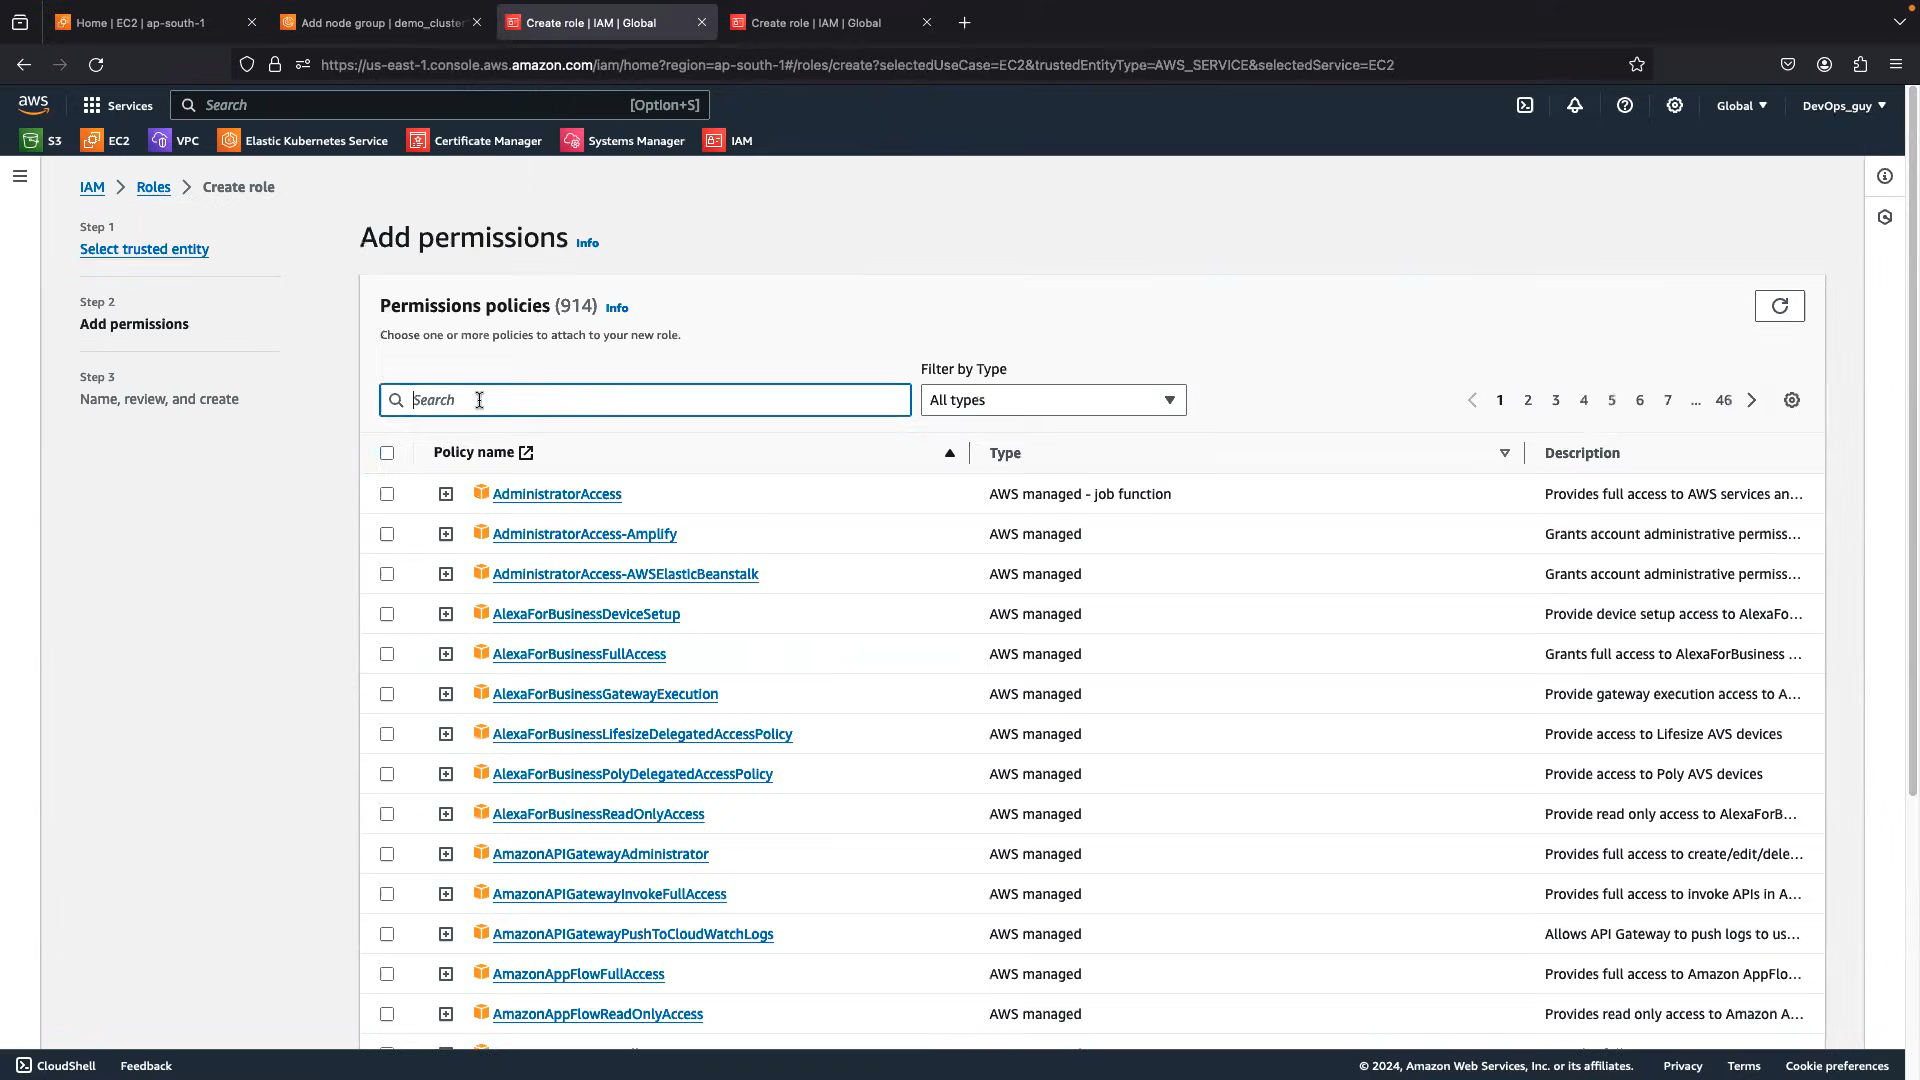 Home | EC2 | ap-south-1
Add node group | demo_cluster
Create role | IAM | Global
Create role | IAM | Global
https://us-east-1.console.aws.amazon.com/iam/home?region=ap-south-1#/roles/create?selectedUseCase=EC2&trustedEntityType=AWS_SERVICE&selectedService=EC2
aws
Services
Search
[Option+S]
Global
DevOps_guy
S3
EC2
VPC
Elastic Kubernetes Service
Certificate Manager
Systems Manager
IAM
IAM
Roles
Create role
Step 1
Select trusted entity
Step 2
Add permissions
Step 3
Name, review, and create
Add permissions Info
Permissions policies (914) Info
Choose one or more policies to attach to your new role.
Filter by Type
Search
All types
1 2 3 4 5 6 7 ... 46
Policy name Type Description
AdministratorAccess AWS managed - job function Provides full access to AWS services an...
AdministratorAccess-Amplify AWS managed Grants account administrative permiss...
AdministratorAccess-AWSElasticBeanstalk AWS managed Grants account administrative permiss...
AlexaForBusinessDeviceSetup AWS managed Provide device setup access to AlexaFo...
AlexaForBusinessFullAccess AWS managed Grants full access to AlexaForBusiness ...
AlexaForBusinessGatewayExecution AWS managed Provide gateway execution access to A...
AlexaForBusinessLifesizeDelegatedAccessPolicy AWS managed Provide access to Lifesize AVS devices
AlexaForBusinessPolyDelegatedAccessPolicy AWS managed Provide access to Poly AVS devices
AlexaForBusinessReadOnlyAccess AWS managed Provide read only access to AlexaForB...
AmazonAPIGatewayAdministrator AWS managed Provides full access to create/edit/dele...
AmazonAPIGatewayInvokeFullAccess AWS managed Provides full access to invoke APIs in A...
AmazonAPIGatewayPushToCloudWatchLogs AWS managed Allows API Gateway to push logs to us...
AmazonAppFlowFullAccess AWS managed Provides full access to Amazon AppFlo...
AmazonAppFlowReadOnlyAccess AWS managed Provides read only access to Amazon A...
CloudShell
Feedback
© 2024, Amazon Web Services, Inc. or its affiliates.
Privacy
Terms
Cookie preferences